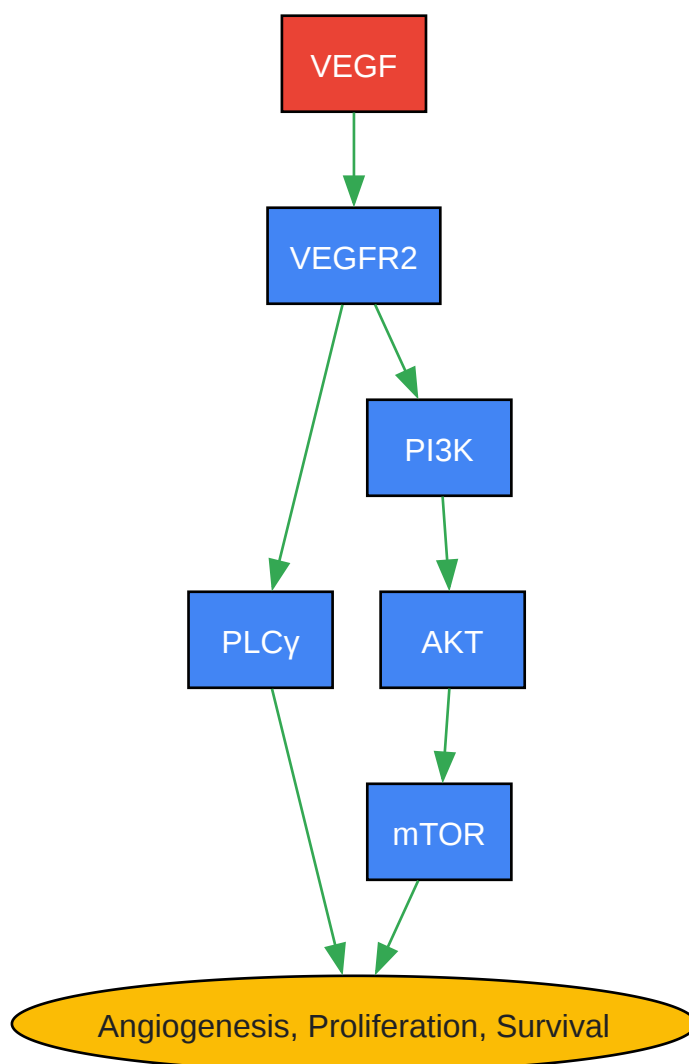 VEGF
VEGFR2
PI3K
PLCγ
AKT
mTOR
Angiogenesis, Proliferation, Survival